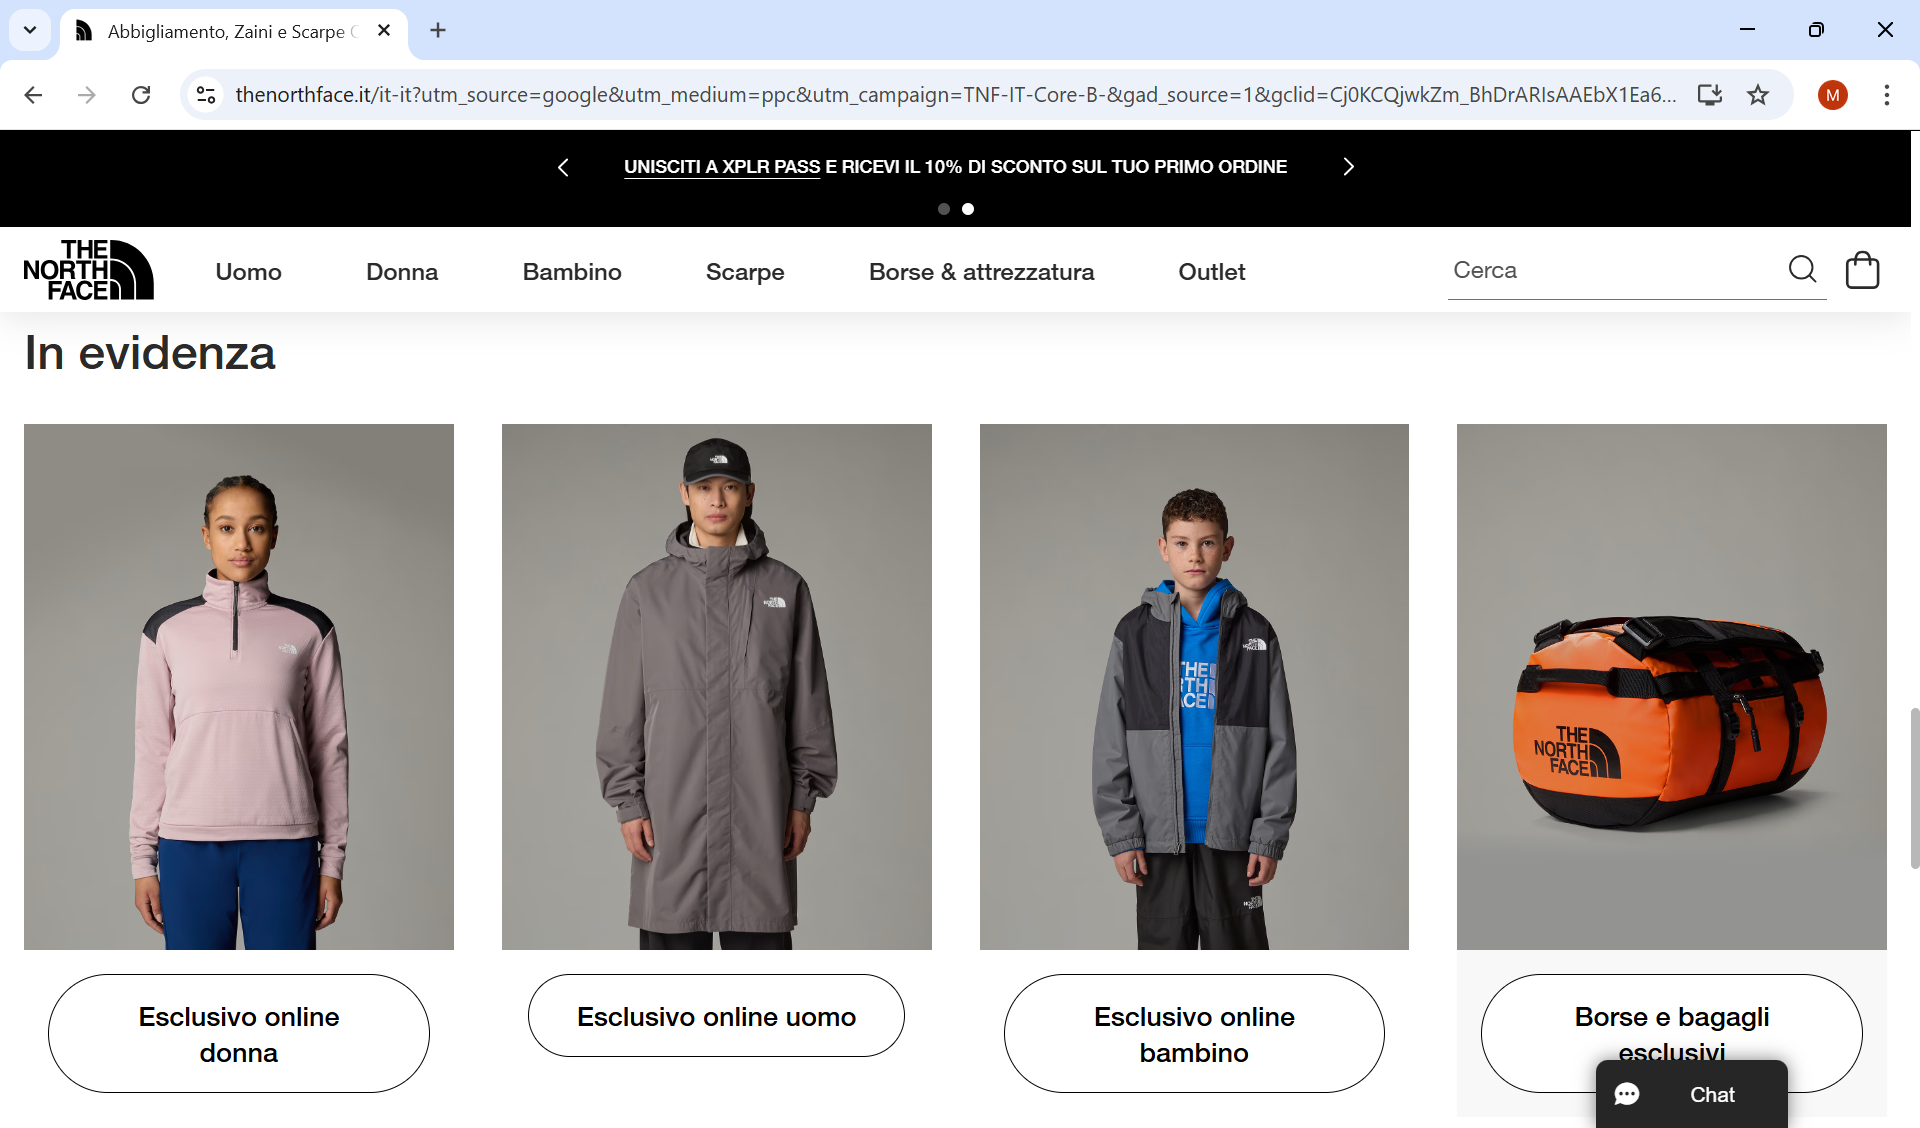 Abbigliamento, Zaini e Scarpe
thenorthface.it/it-it?utm_source=google&utm_medium=ppc&utm_campaign=TNF-IT-Core-B-&gad_source=1&gclid=Cj0KCQjwkZm_BhDrARIsAAEbX1Ea6...
M
UNISCITI A XPLR PASS E RICEVI IL 10% DI SCONTO SUL TUO PRIMO ORDINE
THE
NORTH
FACE
Uomo
Donna
Bambino
Scarpe
Borse & attrezzatura
Outlet
Cerca
In evidenza
THE
NORTH
FACE
Esclusivo online
donna
Esclusivo online uomo
Esclusivo online
bambino
Borse e bagagli
esclusivi
Chat